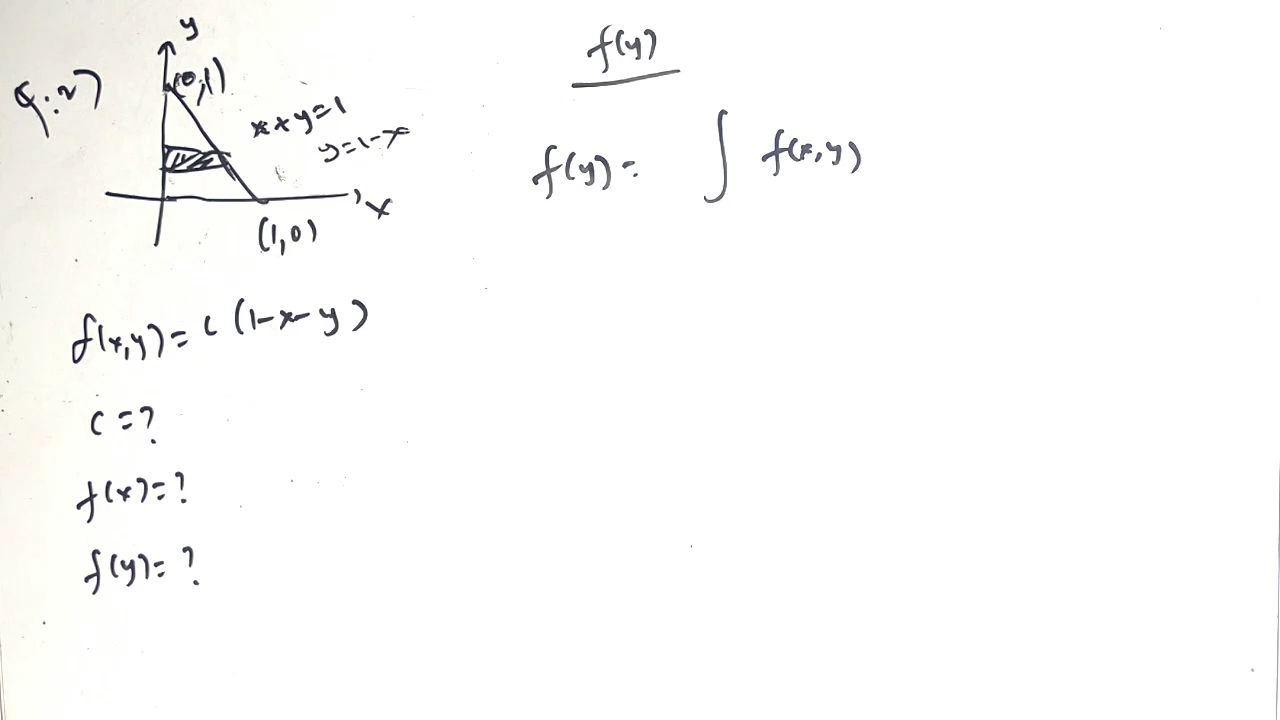 Q:2)
y
(0,1)
x+y=1
y=1-x
x
(1,0)
f(x,y)= c (1-x-y)
c=?
f(x)=?
f(y)=?
f(y)
f(y)= ∫ f(x,y)